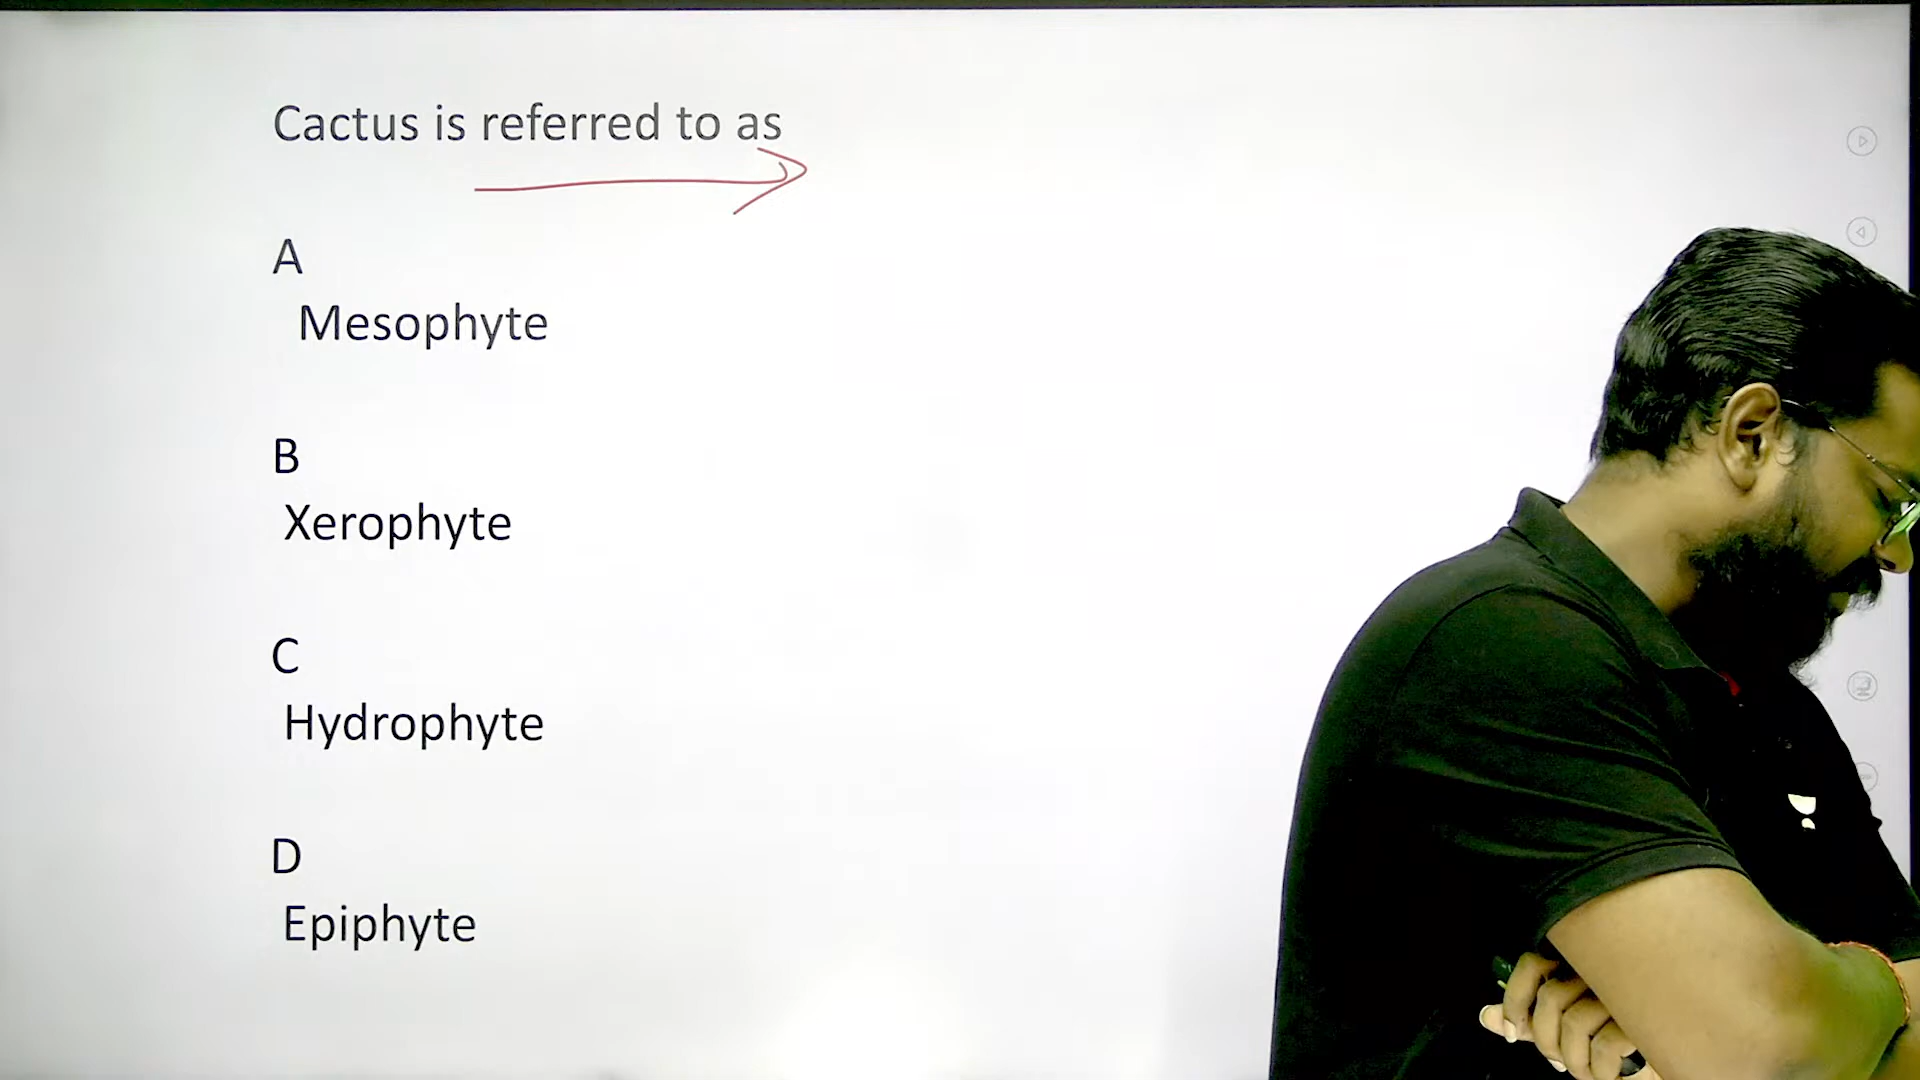 Cactus is referred to as
A
Mesophyte
B
Xerophyte
C
Hydrophyte
D
Epiphyte